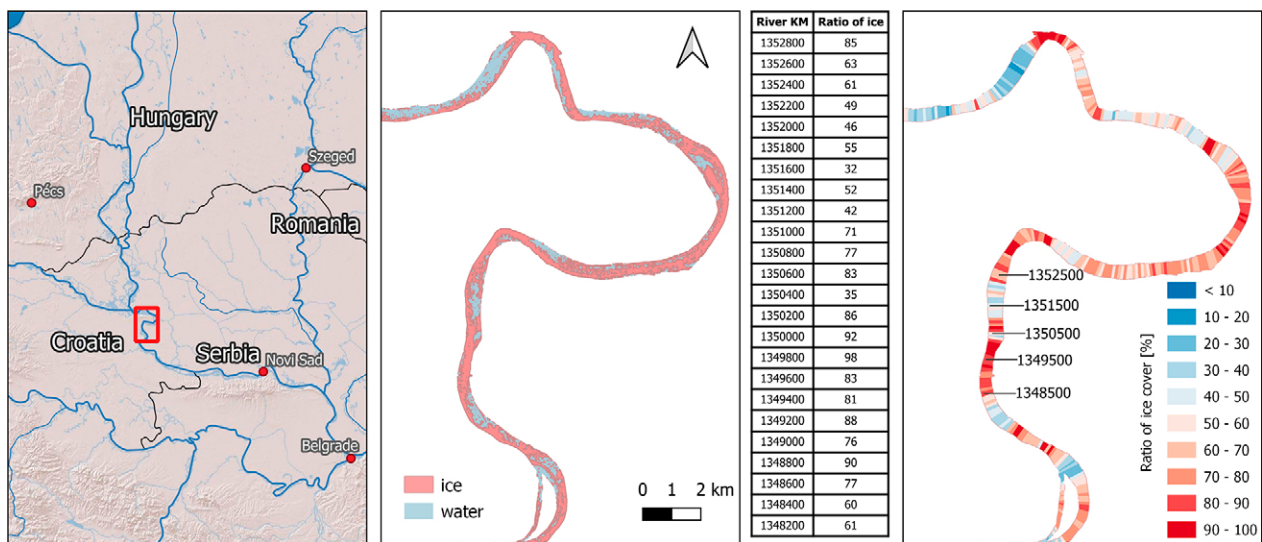 Hungary
Szeged
Pécs
Romania
Croatia
Serbia
Novi Sad
Belgrade
ice
water
0 1 2 km
River KM Ratio of ice
1352800 85
1352600 63
1352400 61
1352200 49
1352000 46
1351800 55
1351600 32
1351400 52
1351200 42
1351000 71
1350800 77
1350600 83
1350400 35
1350200 86
1350000 92
1349800 98
1349600 83
1349400 81
1349200 88
1349000 76
1348800 90
1348600 77
1348400 60
1348200 61
1352500
1351500
1350500
1349500
1348500
Ratio of ice cover [%]
< 10
10 - 20
20 - 30
30 - 40
40 - 50
50 - 60
60 - 70
70 - 80
80 - 90
90 - 100